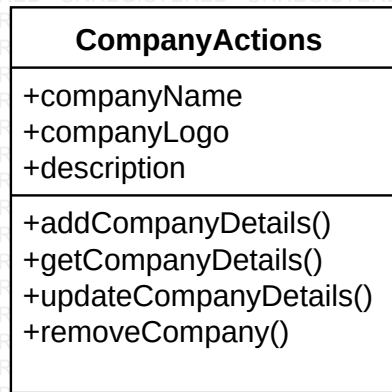 CompanyActions
+companyName
+companyLogo
+description
+addCompanyDetails()
+getCompanyDetails()
+updateCompanyDetails()
+removeCompany()